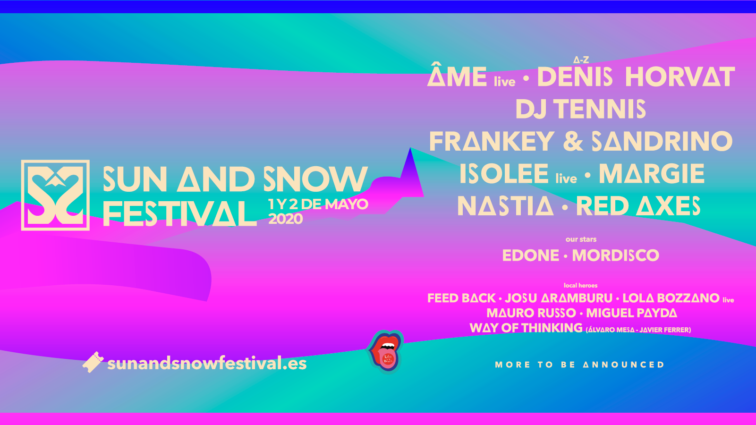 SUN AND SNOW
FESTIVAL
1 Y 2 DE MAYO
2020
sunandsnowfestival.es
A-Z
ÂME live • DENIS HORVAT
DJ TENNIS
FRANKEY & SANDRINO
ISOLEE live • MARGIE
NASTIA • RED AXES
our stars
EDONE • MORDISCO
local heroes
FEED BACK • JOSU ARAMBURU • LOLA BOZZANO live
MAURO RUSSO • MIGUEL PAYDA
WAY OF THINKING (ÁLVARO MESA - JAVIER FERRER)
MORE TO BE ANNOUNCED